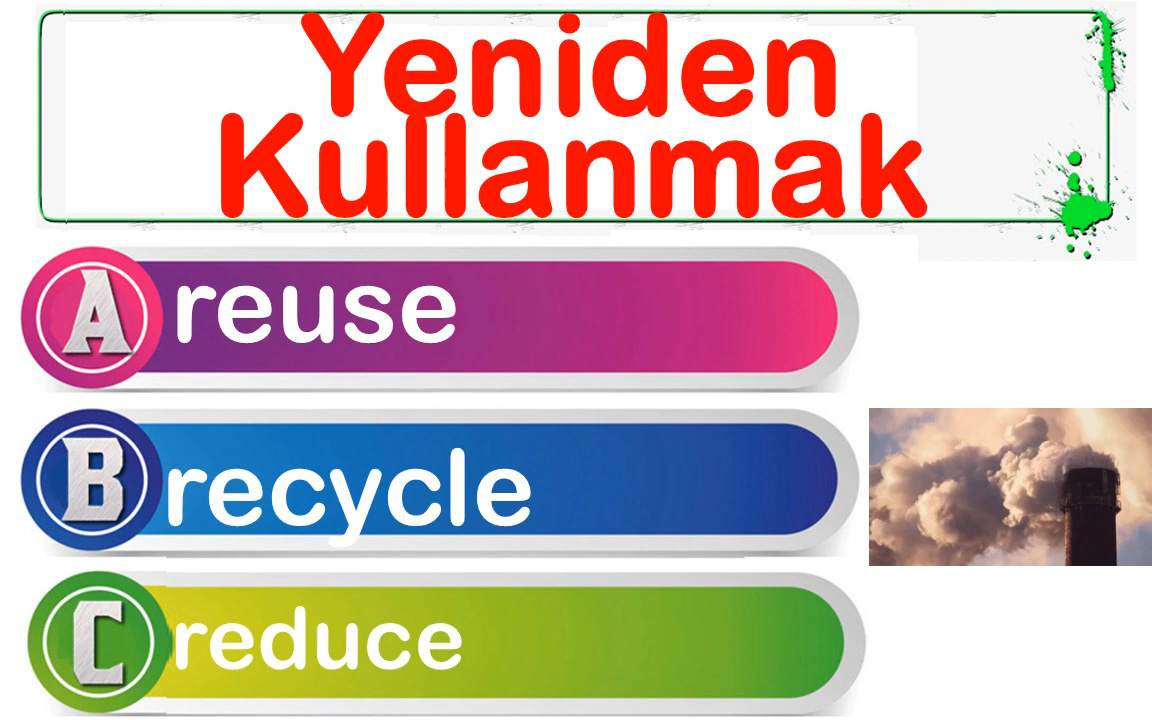 Yeniden
Kullanmak
A reuse
B recycle
C reduce